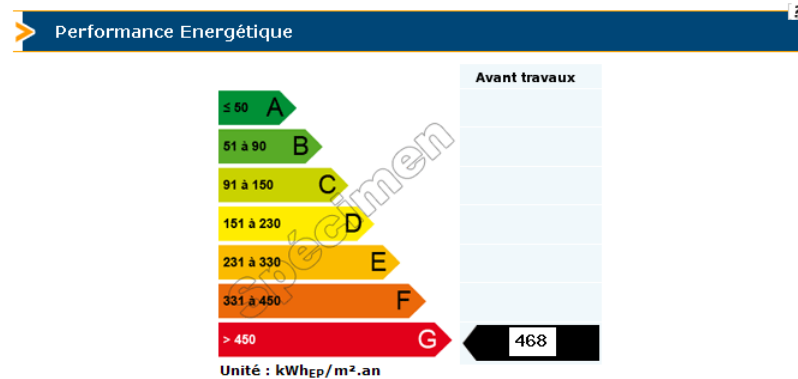 Performance Energétique
Avant travaux
≤ 50 A
51 à 90 B
91 à 150 C
151 à 230 D
231 à 330 E
331 à 450 F
> 450 G 468
Unité : kWhEP/m².an
Spécimen